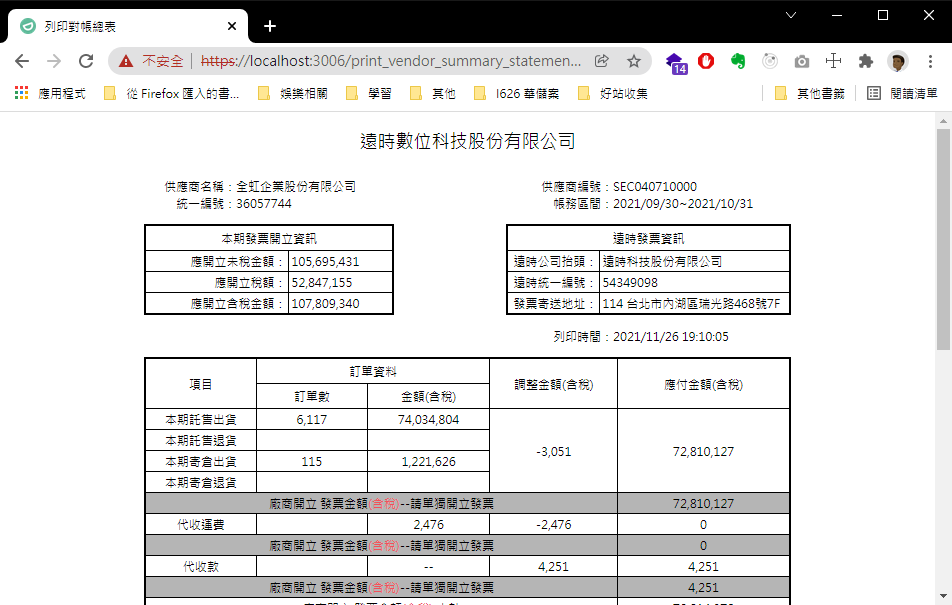 列印對帳總表
不安全 https://localhost:3006/print_vendor_summary_statemen...
14
應用程式 從 Firefox 匯入的書... 娛樂相關 學習 其他 I626 華儲案 好站收集 其他書籤 閱讀清單
遠時數位科技股份有限公司
供應商名稱：全虹企業股份有限公司 供應商編號：SEC040710000
統一編號：36057744 帳務區間：2021/09/30~2021/10/31
本期發票開立資訊 遠時發票資訊
應開立未稅金額： 105,695,431 遠時公司抬頭： 遠時科技股份有限公司
應開立稅額： 52,847,155 遠時統一編號： 54349098
應開立含稅金額： 107,809,340 發票寄送地址： 114 台北市內湖區瑞光路468號7F
列印時間：2021/11/26 19:10:05
項目 訂單資料 調整金額(含稅) 應付金額(含稅)
訂單數 金額(含稅)
本期託售出貨 6,117 74,034,804 -3,051 72,810,127
本期託售退貨
本期寄倉出貨 115 1,221,626
本期寄倉退貨
廠商開立 發票金額(含稅)--請單獨開立發票 72,810,127
代收運費 2,476 -2,476 0
廠商開立 發票金額(含稅)--請單獨開立發票 0
代收款 -- 4,251 4,251
廠商開立 發票金額(含稅)--請單獨開立發票 4,251